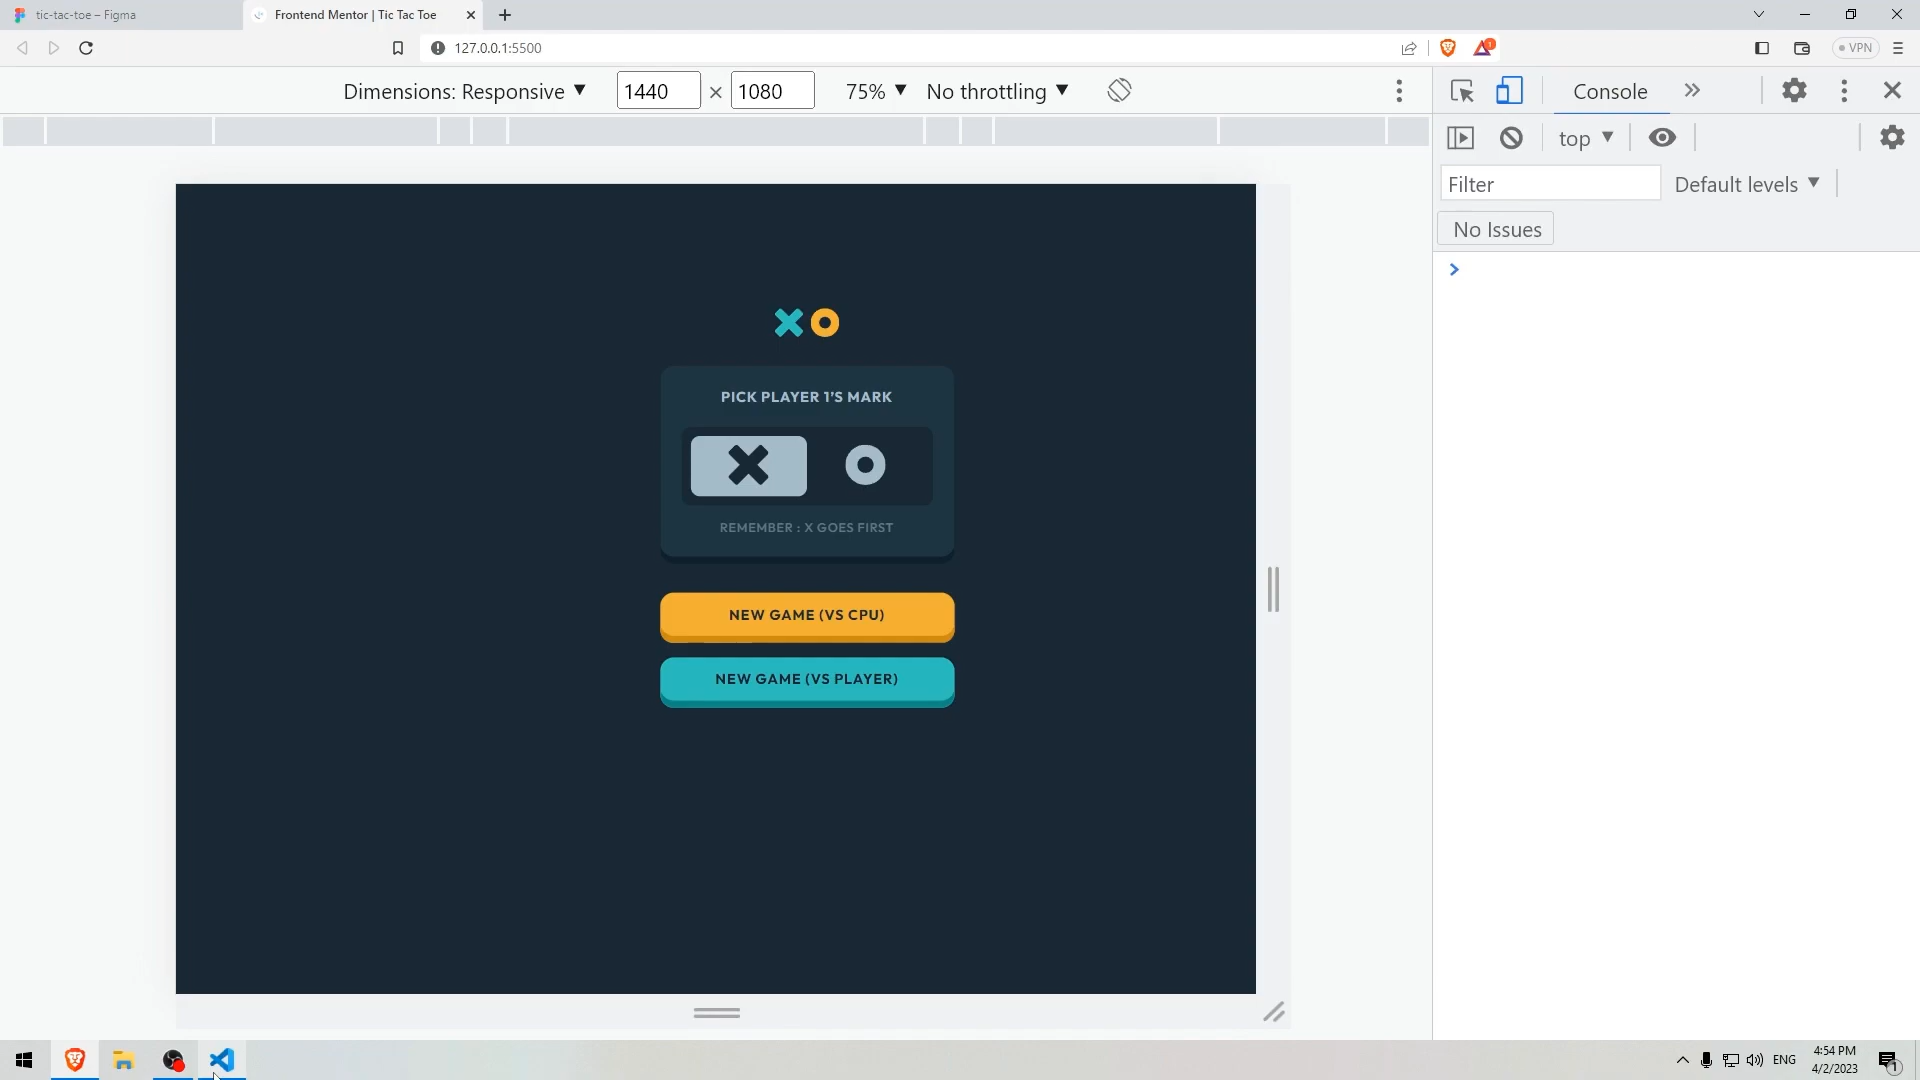 tic-tac-toe – Figma
Frontend Mentor | Tic Tac Toe
127.0.0.1:5500
VPN
Dimensions: Responsive
1440 × 1080
75%
No throttling
Console
top
Filter
Default levels
No Issues
PICK PLAYER 1'S MARK
REMEMBER : X GOES FIRST
NEW GAME (VS CPU)
NEW GAME (VS PLAYER)
ENG
4:54 PM
4/2/2023
1